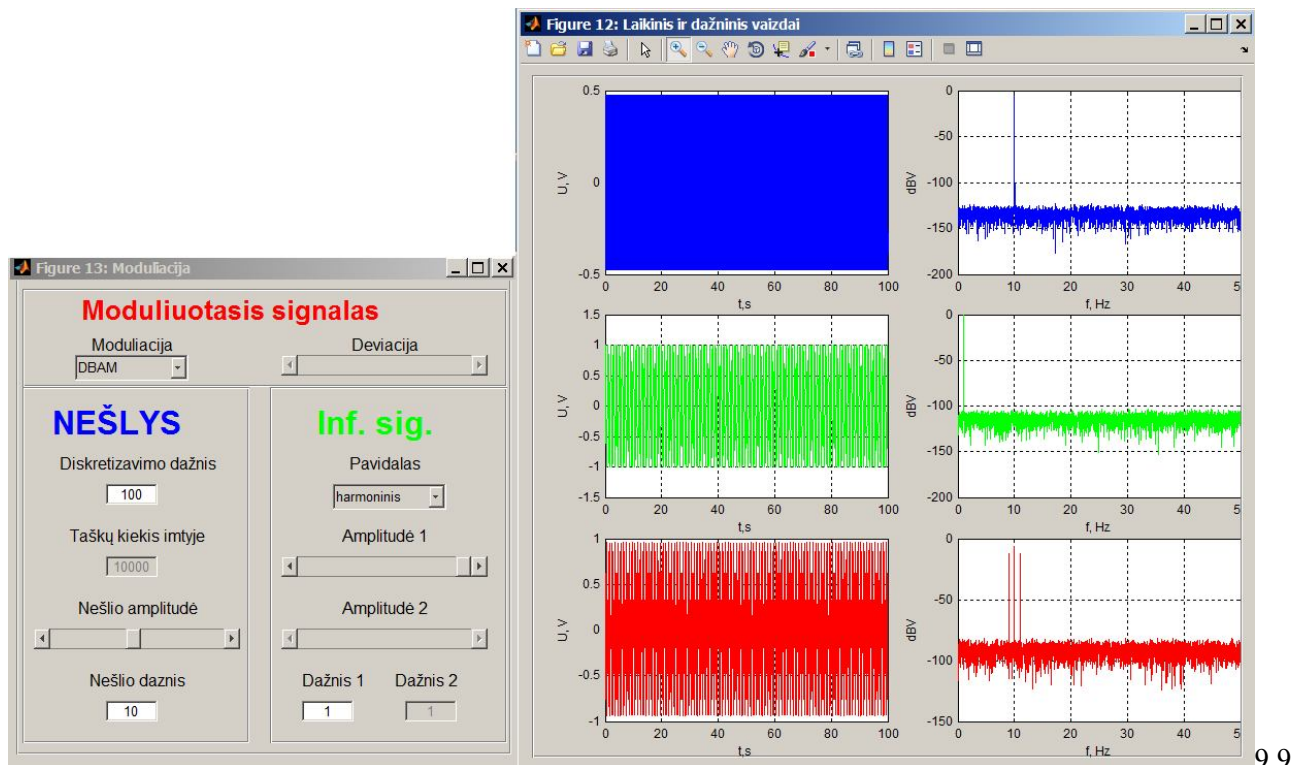 Figure 12: Laikinis ir dažninis vaizdai
0.5
0
-0.5
U, V
0 20 40 60 80 100
t,s
0
-50
-100
-150
-200
dBV
0 10 20 30 40 5
f, Hz
1.5
1
0.5
0
-0.5
-1
-1.5
U, V
0 20 40 60 80 100
t,s
0
-50
-100
-150
-200
dBV
0 10 20 30 40 5
f, Hz
1
0.5
0
-0.5
-1
U, V
0 20 40 60 80 100
t,s
0
-50
-100
-150
dBV
0 10 20 30 40 5
f, Hz
Figure 13: Moduliacija
Moduliuotasis signalas
Moduliacija
DBAM
Deviacija
NEŠLYS
Diskretizavimo dažnis
100
Taškų kiekis imtyje
10000
Nešlio amplitudė
Nešlio daznis
10
Inf. sig.
Pavidalas
harmoninis
Amplitudė 1
Amplitudė 2
Dažnis 1 Dažnis 2
1 1
9.9